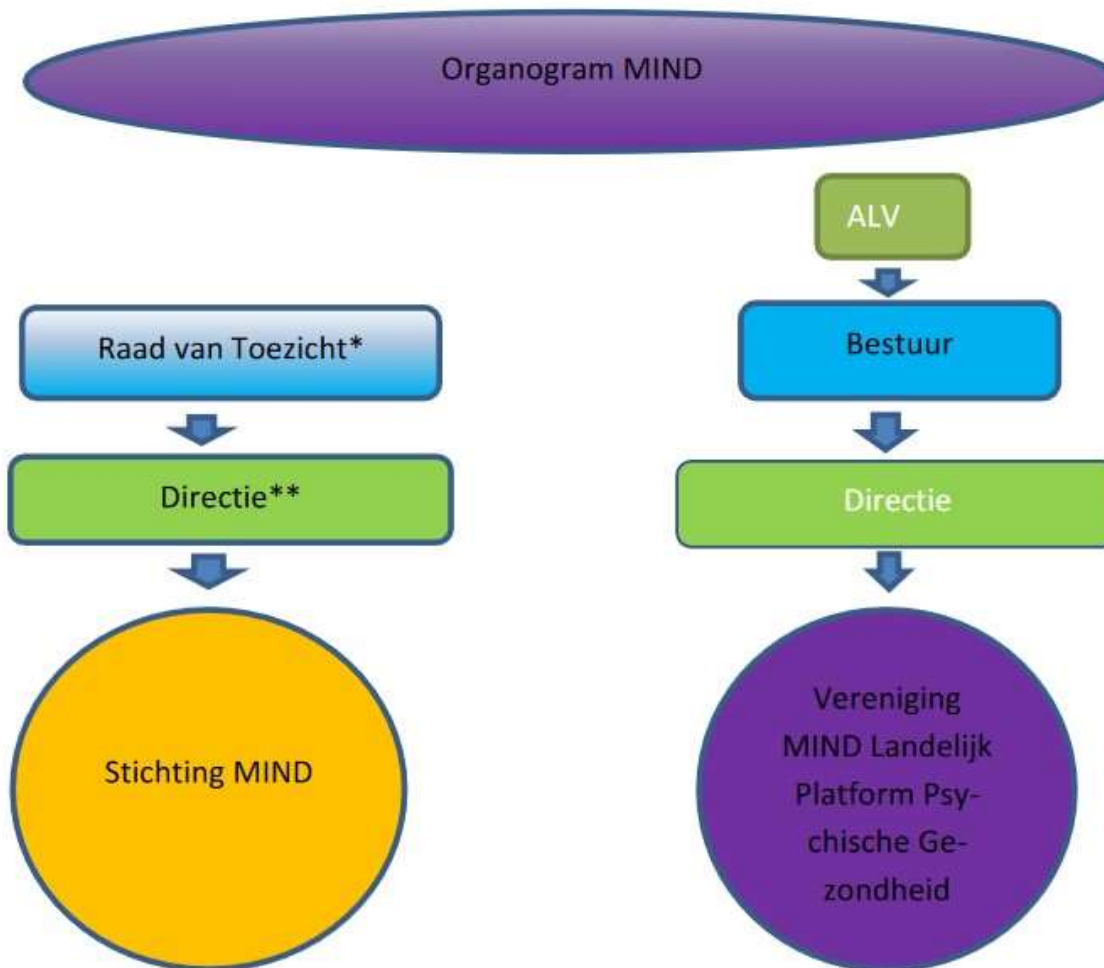 Organogram MIND
ALV
Raad van Toezicht*
Bestuur
Directie**
Directie
Stichting MIND
Vereniging
MIND Landelijk
Platform Psy-
chische Ge-
zondheid